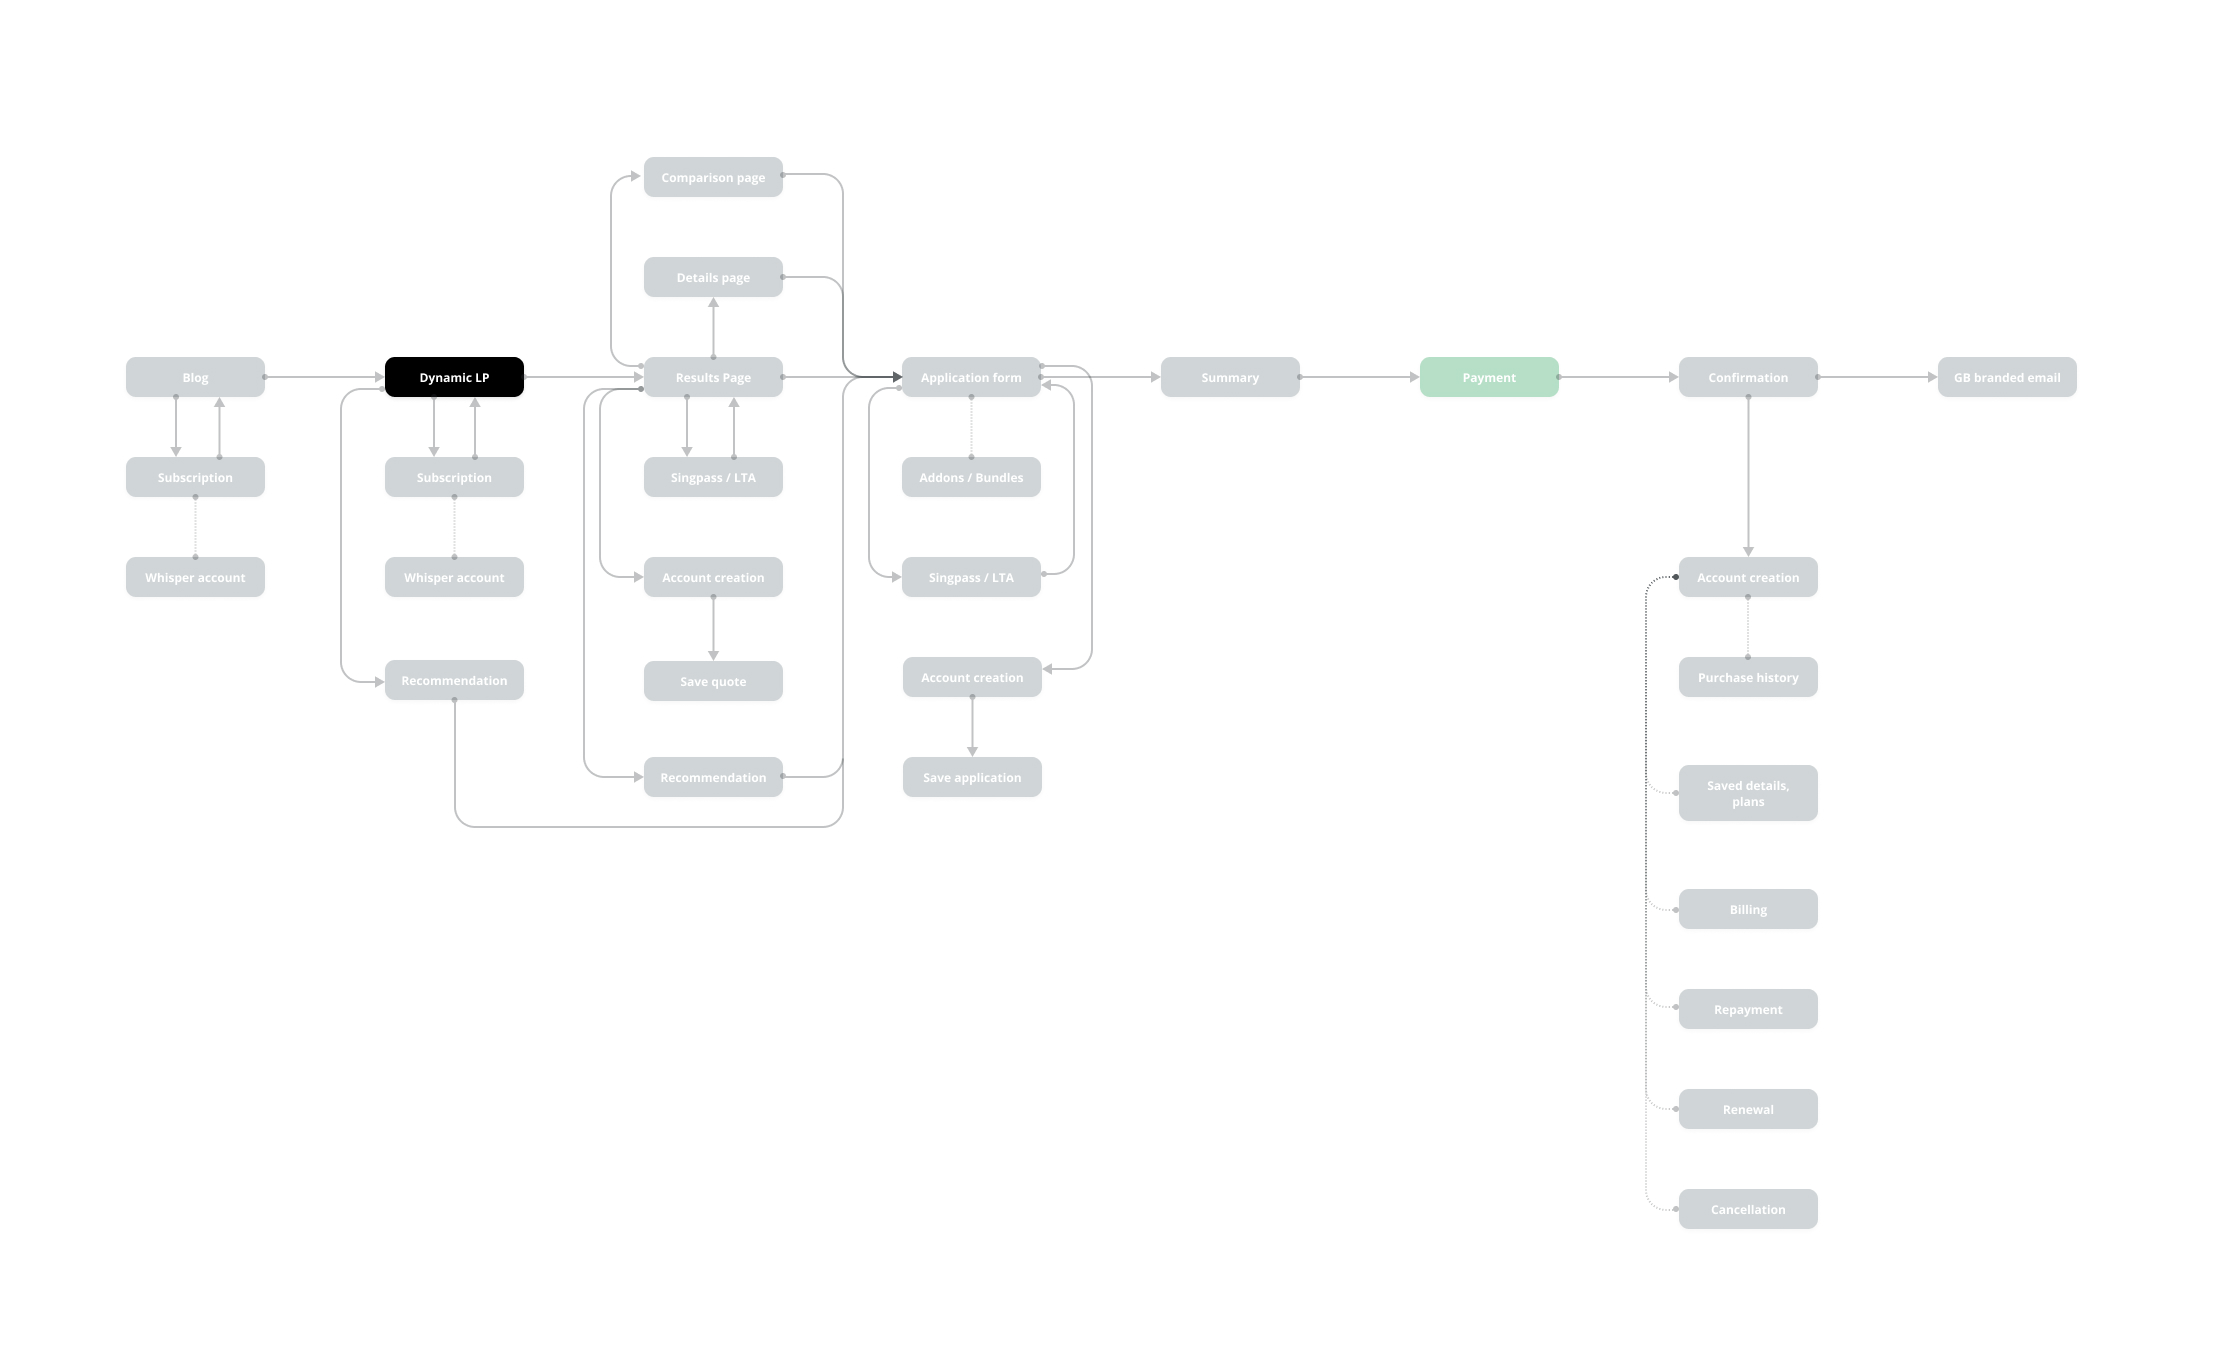 Comparison page
Details page
Blog
Dynamic LP
Results Page
Application form
Summary
Payment
Confirmation
GB branded email
Subscription
Subscription
Singpass / LTA
Addons / Bundles
Whisper account
Whisper account
Account creation
Singpass / LTA
Account creation
Recommendation
Save quote
Account creation
Purchase history
Recommendation
Save application
Saved details,
plans
Billing
Repayment
Renewal
Cancellation